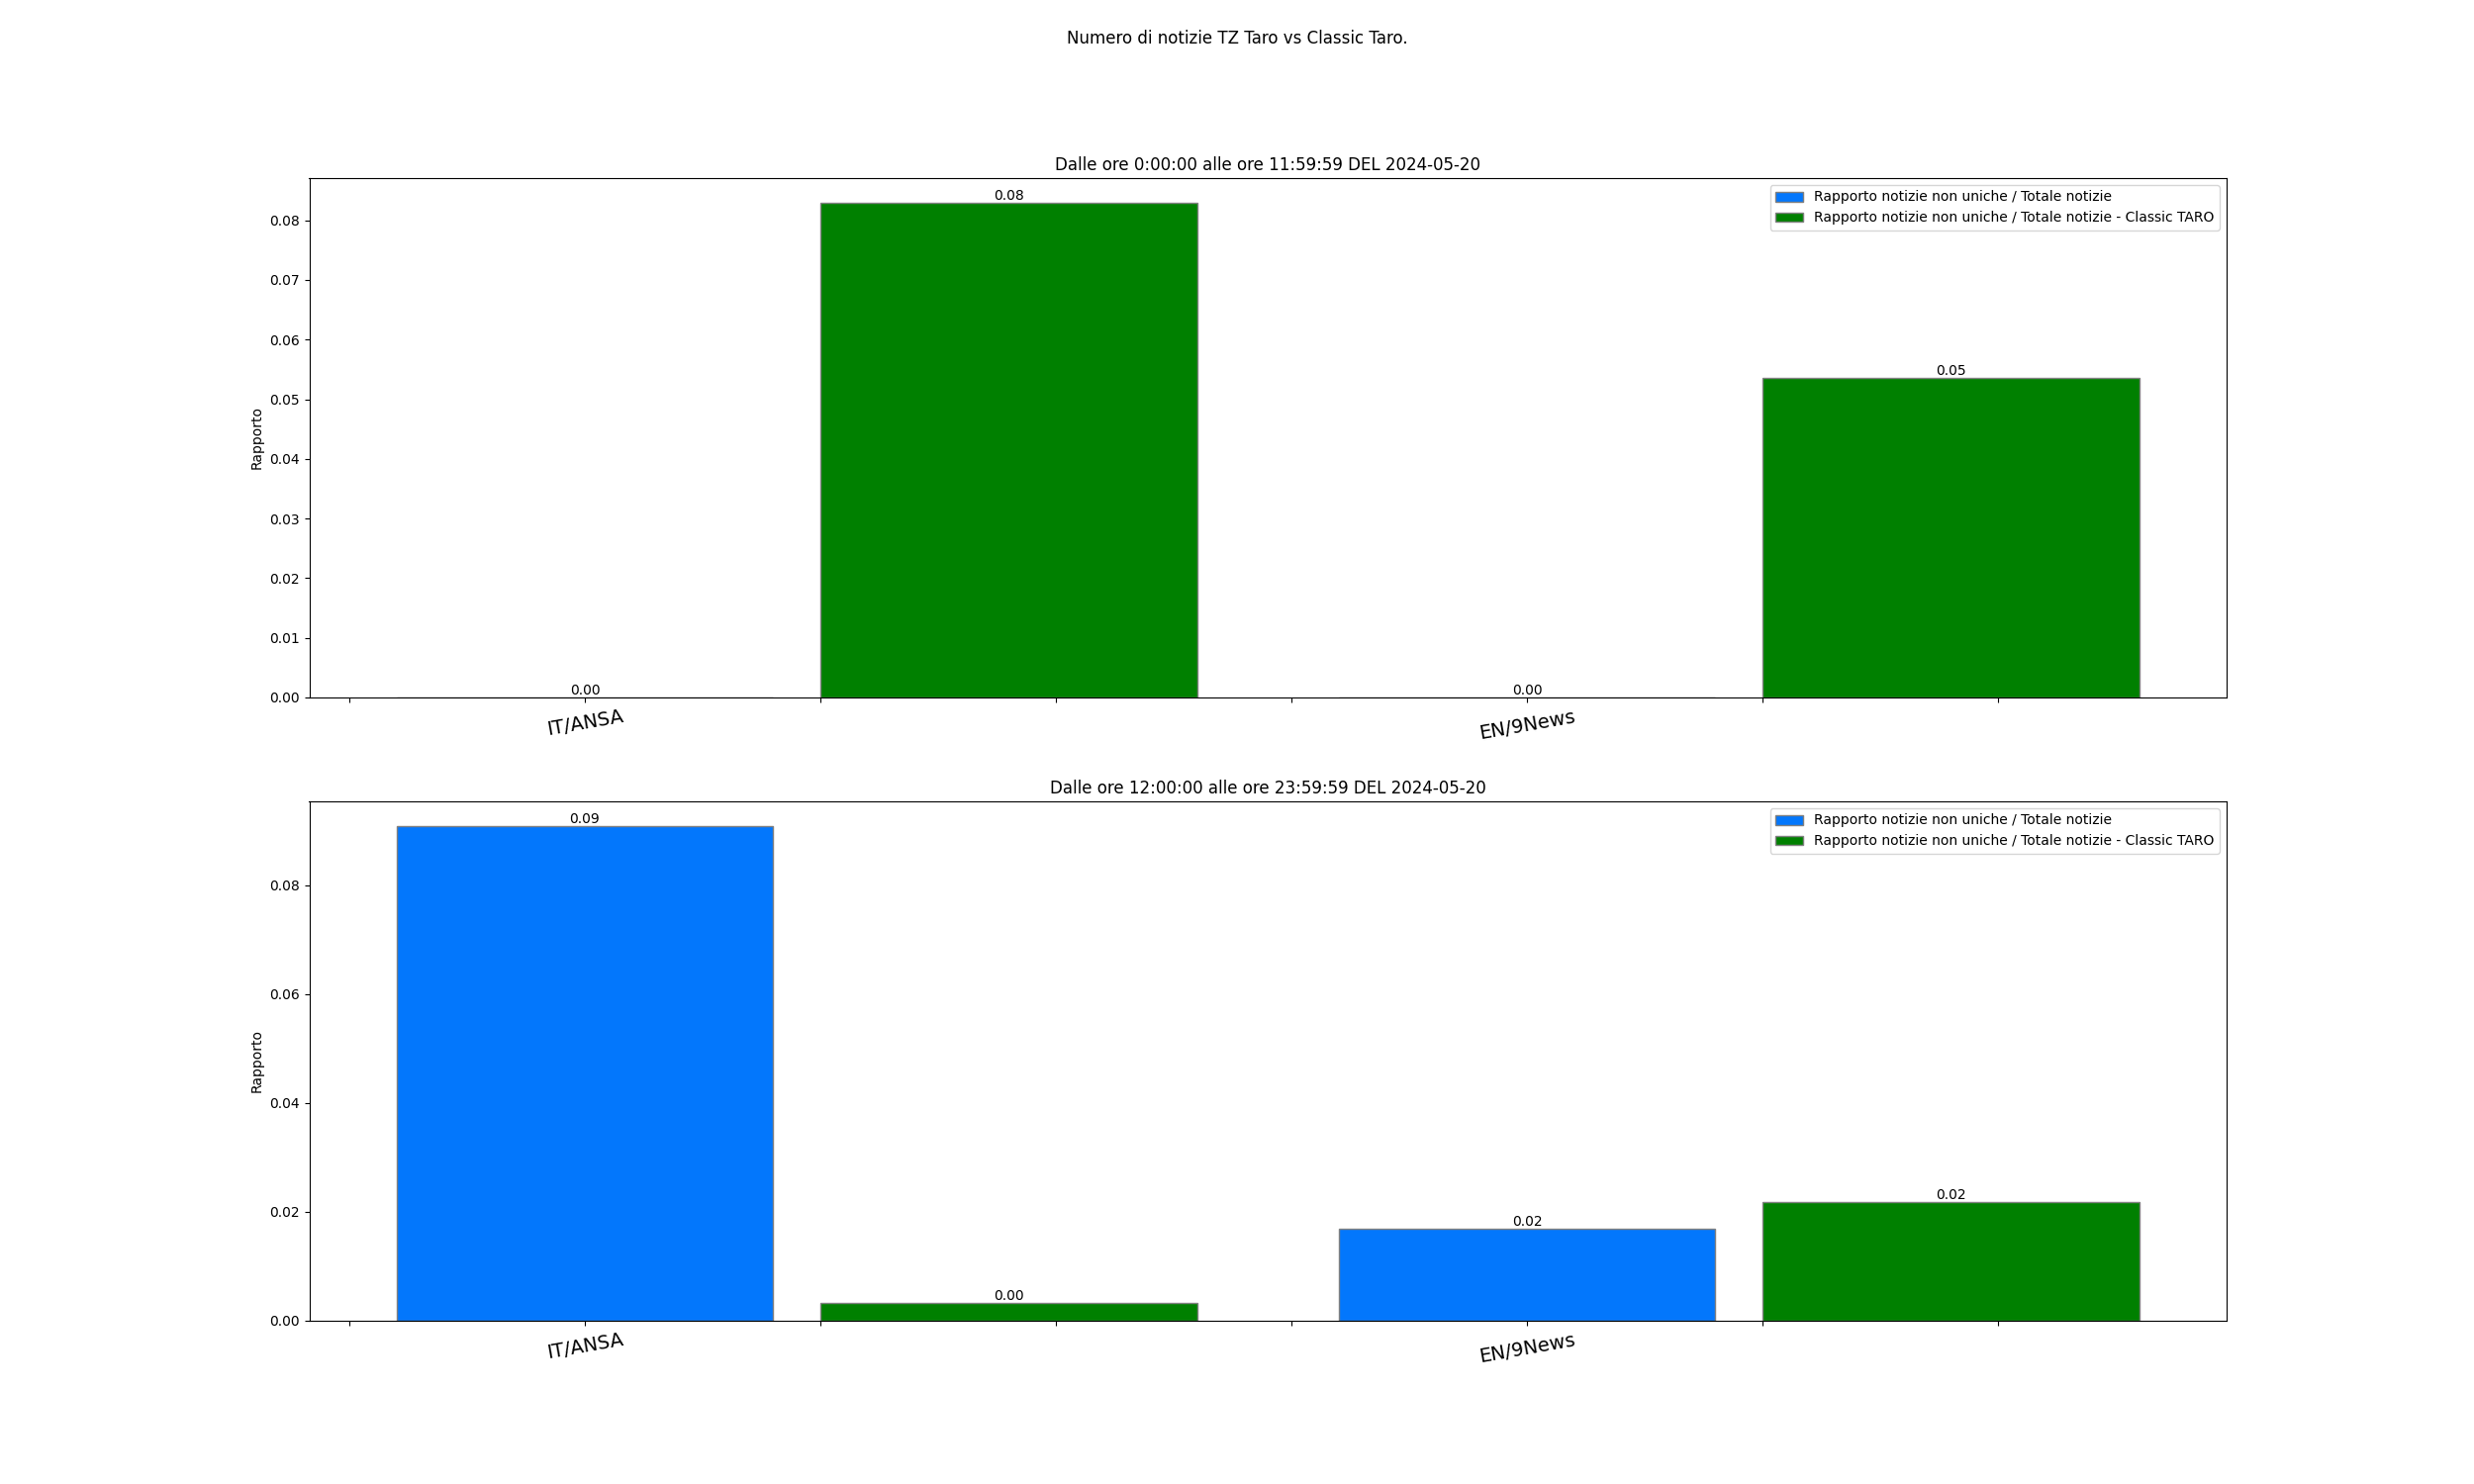 Numero di notizie TZ Taro vs Classic Taro.
Dalle ore 0:00:00 alle ore 11:59:59 DEL 2024-05-20
Rapporto notizie non uniche / Totale notizie
Rapporto notizie non uniche / Totale notizie - Classic TARO
0.08
0.07
0.06
0.05
0.04
0.03
0.02
0.01
0.00
Rapporto
0.00
0.08
0.00
0.05
IT/ANSA
EN/9News
Dalle ore 12:00:00 alle ore 23:59:59 DEL 2024-05-20
Rapporto notizie non uniche / Totale notizie
Rapporto notizie non uniche / Totale notizie - Classic TARO
0.08
0.06
0.04
0.02
0.00
Rapporto
0.09
0.00
0.02
0.02
IT/ANSA
EN/9News